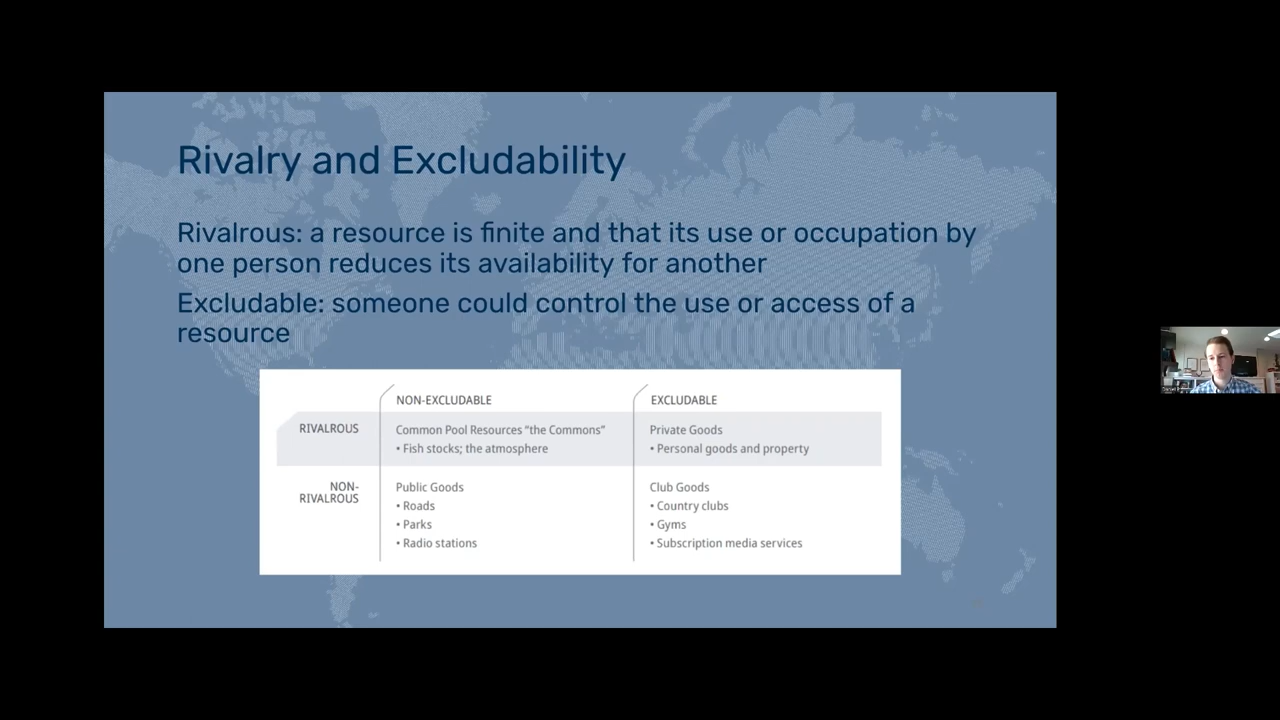 Rivalry and Excludability
Rivalrous: a resource is finite and that its use or occupation by
one person reduces its availability for another
Excludable: someone could control the use or access of a
resource
NON-EXCLUDABLE
EXCLUDABLE
RIVALROUS
Common Pool Resources “the Commons”
• Fish stocks; the atmosphere
Private Goods
• Personal goods and property
NON-
RIVALROUS
Public Goods
• Roads
• Parks
• Radio stations
Club Goods
• Country clubs
• Gyms
• Subscription media services